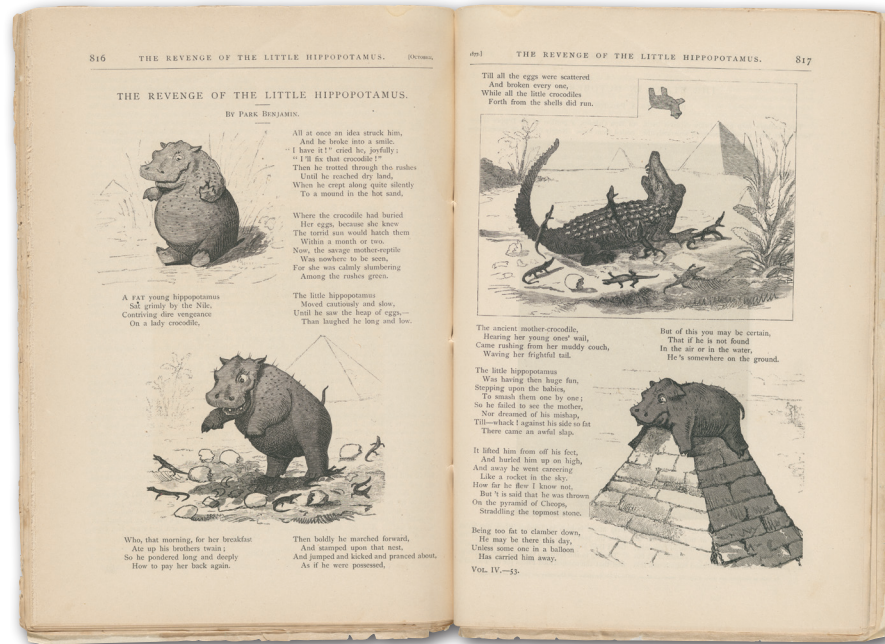 816
THE REVENGE OF THE LITTLE HIPPOPOTAMUS.
[October,
THE REVENGE OF THE LITTLE HIPPOPOTAMUS.
By Park Benjamin.
A FAT young hippopotamus
Sat grimly by the Nile,
Contriving dire vengeance
On a lady crocodile,
Who, that morning, for her breakfast
Ate up his brothers twain;
So he pondered long and deeply
How to pay her back again.
All at once an idea struck him,
And he broke into a smile.
"I have it!" cried he, joyfully;
"I'll fix that crocodile!"
Then he trotted through the rushes
Until he reached dry land,
When he crept along quite silently
To a mound in the hot sand,
Where the crocodile had buried
Her eggs, because she knew
The torrid sun would hatch them
Within a month or two.
Now, the savage mother-reptile
Was nowhere to be seen,
For she was calmly slumbering
Among the rushes green.
The little hippopotamus
Moved cautiously and slow,
Until he saw the heap of eggs,—
Than laughed he long and low.
Then boldly he marched forward,
And stamped upon that nest,
And jumped and kicked and pranced about,
As if he were possessed,
THE REVENGE OF THE LITTLE HIPPOPOTAMUS.
817
Till all the eggs were scattered
And broken every one,
While all the little crocodiles
Forth from the shells did run.
The ancient mother-crocodile,
Hearing her young ones' wail,
Came rushing from her muddy couch,
Waving her frightful tail.
The little hippopotamus
Was having then huge fun,
Stepping upon the babies,
To smash them one by one;
So he failed to see the mother,
Nor dreamed of his mishap,
Till—whack! against his side so fat
There came an awful slap.
It lifted him from off his feet,
And hurled him up on high,
And away he went careering
Like a rocket in the sky.
How far he flew I know not,
But 't is said that he was thrown
On the pyramid of Cheops,
Straddling the topmost stone.
Being too fat to clamber down,
He may be there this day,
Unless some one in a balloon
Has carried him away.
But of this you may be certain,
That if he is not found
In the air or in the water,
He's somewhere on the ground.
Vol. IV.—53.